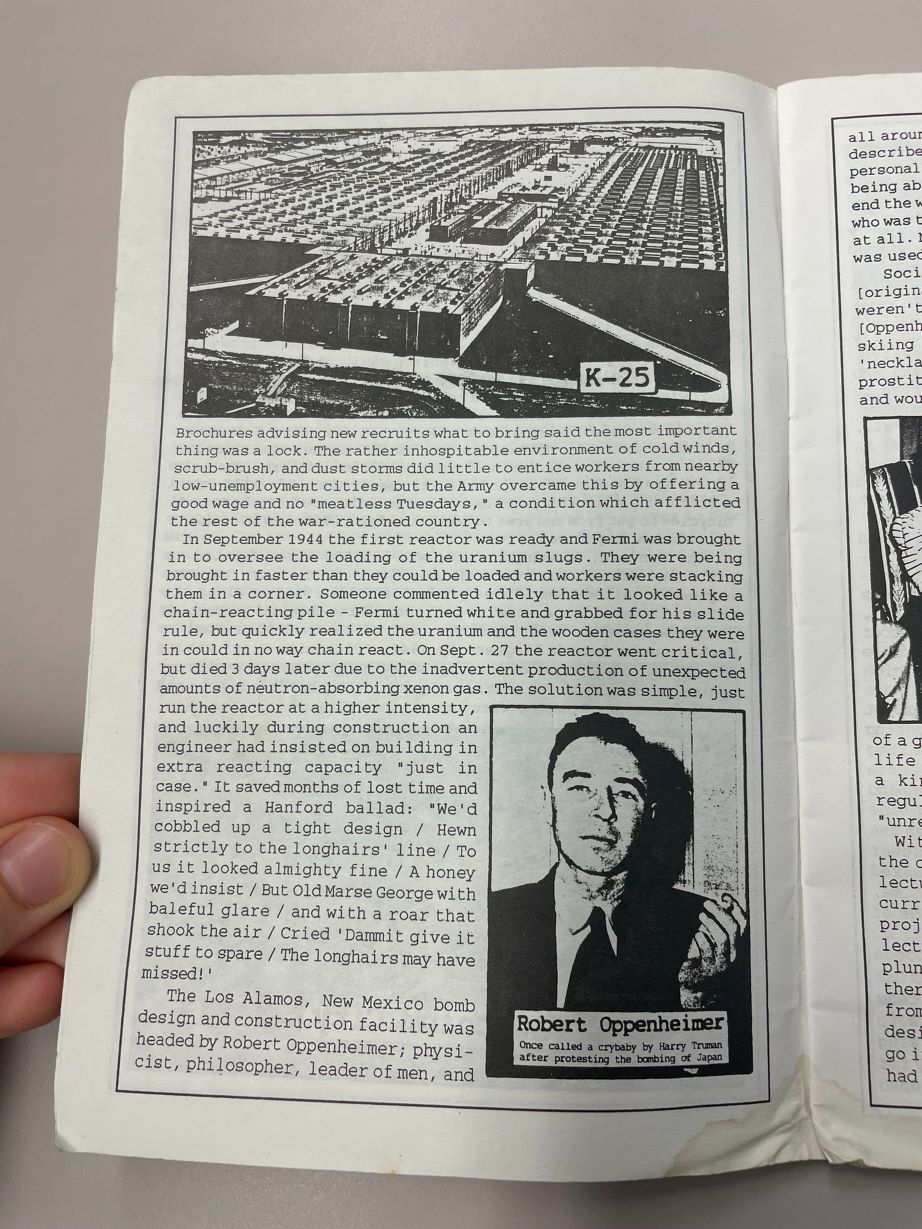 K-25
Brochures advising new recruits what to bring said the most important
thing was a lock. The rather inhospitable environment of cold winds,
scrub-brush, and dust storms did little to entice workers from nearby
low-unemployment cities, but the Army overcame this by offering a
good wage and no "meatless Tuesdays," a condition which afflicted
the rest of the war-rationed country.
In September 1944 the first reactor was ready and Fermi was brought
in to oversee the loading of the uranium slugs. They were being
brought in faster than they could be loaded and workers were stacking
them in a corner. Someone commented idlely that it looked like a
chain-reacting pile - Fermi turned white and grabbed for his slide
rule, but quickly realized the uranium and the wooden cases they were
in could in no way chain react. On Sept. 27 the reactor went critical,
but died 3 days later due to the inadvertent production of unexpected
amounts of neutron-absorbing xenon gas. The solution was simple, just
run the reactor at a higher intensity,
and luckily during construction an
engineer had insisted on building in
extra reacting capacity "just in
case." It saved months of lost time and
inspired a Hanford ballad: "We'd
cobbled up a tight design / Hewn
strictly to the longhairs' line / To
us it looked almighty fine / A honey
we'd insist / But Old Marse George with
baleful glare / and with a roar that
shook the air / Cried 'Dammit give it
stuff to spare / The longhairs may have
missed!'
The Los Alamos, New Mexico bomb
design and construction facility was
headed by Robert Oppenheimer; physi-
cist, philosopher, leader of men, and
Robert Oppenheimer
Once called a crybaby by Harry Truman
after protesting the bombing of Japan
all aroun
describe
personal
being ab
end the w
who was t
at all.
was used
Soci
[origin
weren't
[Oppenh
skiing
'neckla
prostit
and wou
of a g
life
a kin
regul
"unre
Wit
the c
lectu
curr
proj
lect
plun
ther
from
desi
go i
had